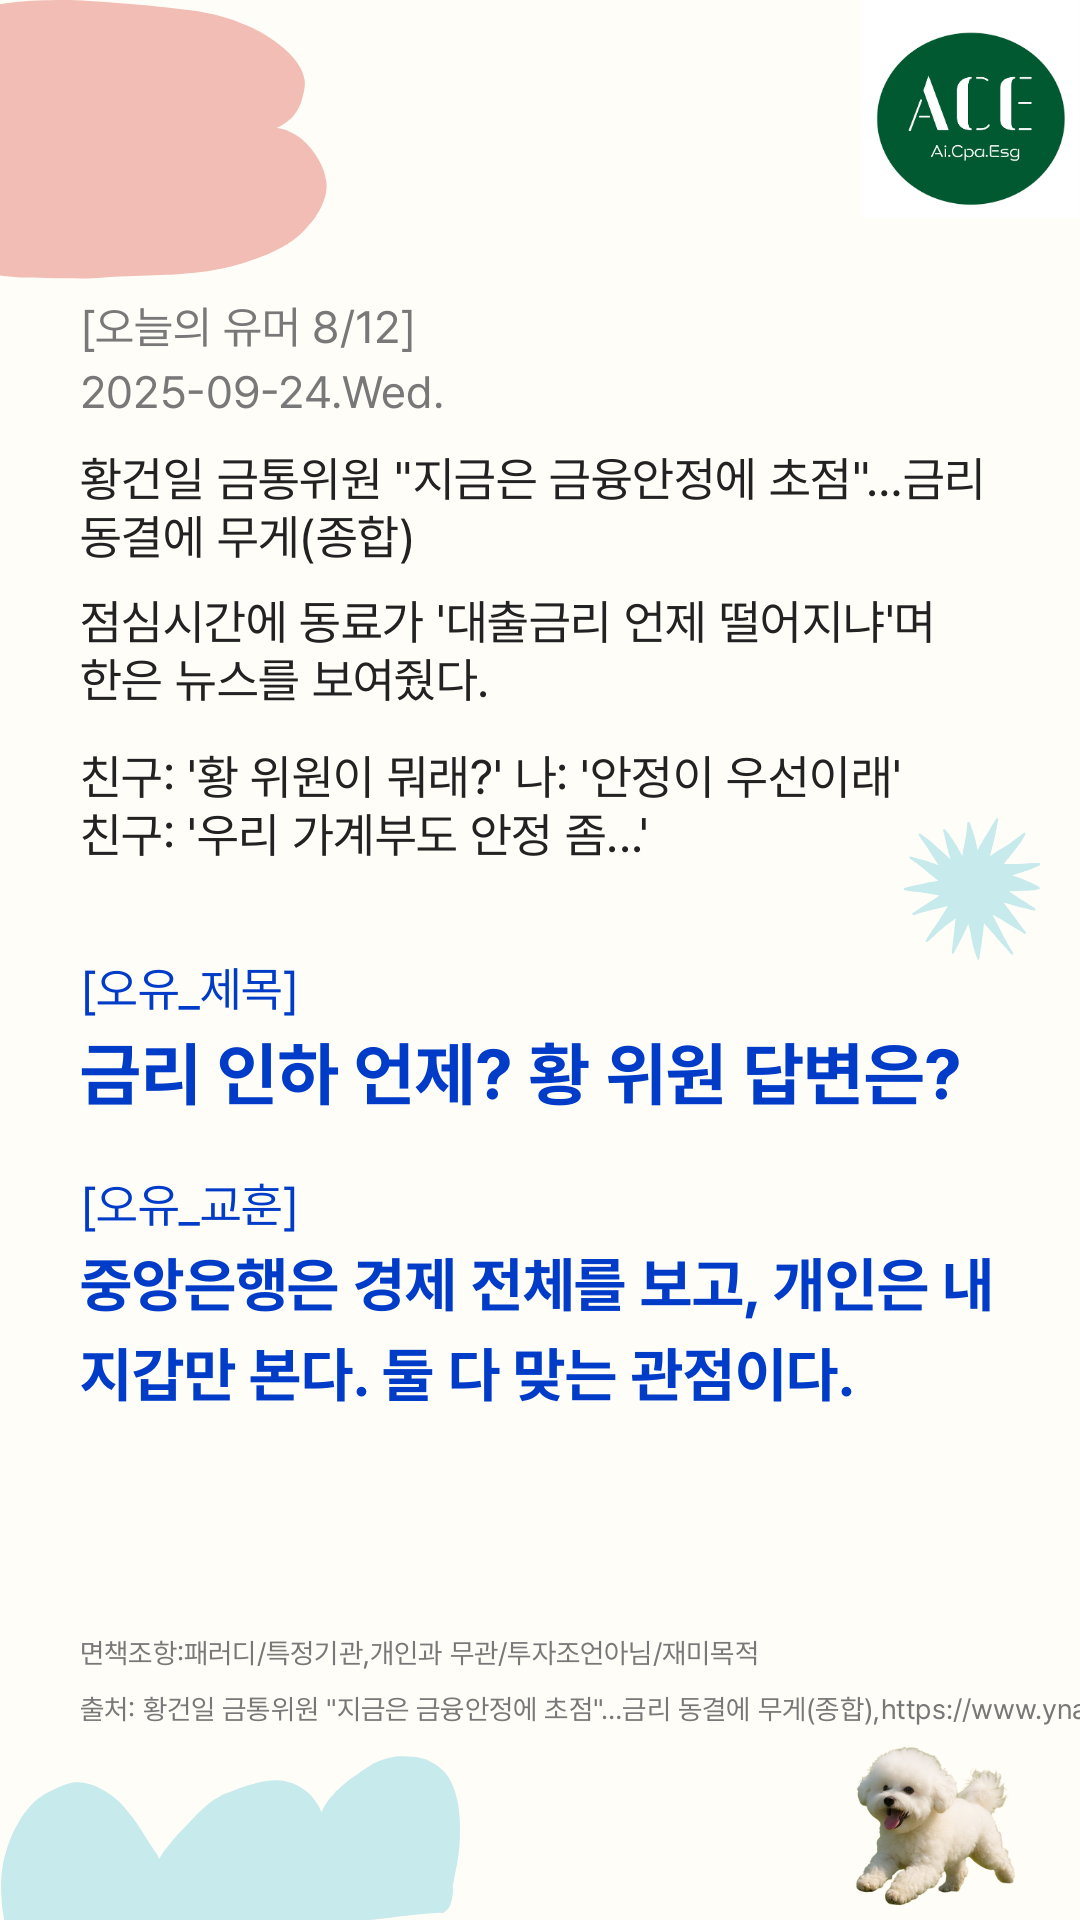 ACE
Ai.Cpa.Esg
[오늘의 유머 8/12]
2025-09-24.Wed.
황건일 금통위원 "지금은 금융안정에 초점"...금리
동결에 무게(종합)
점심시간에 동료가 '대출금리 언제 떨어지냐'며
한은 뉴스를 보여줬다.
친구: '황 위원이 뭐래?' 나: '안정이 우선이래'
친구: '우리 가계부도 안정 좀...'
[오유_제목]
금리 인하 언제? 황 위원 답변은?
[오유_교훈]
중앙은행은 경제 전체를 보고, 개인은 내
지갑만 본다. 둘 다 맞는 관점이다.
면책조항:패러디/특정기관,개인과 무관/투자조언아님/재미목적
출처: 황건일 금통위원 "지금은 금융안정에 초점"...금리 동결에 무게(종합),https://www.yna